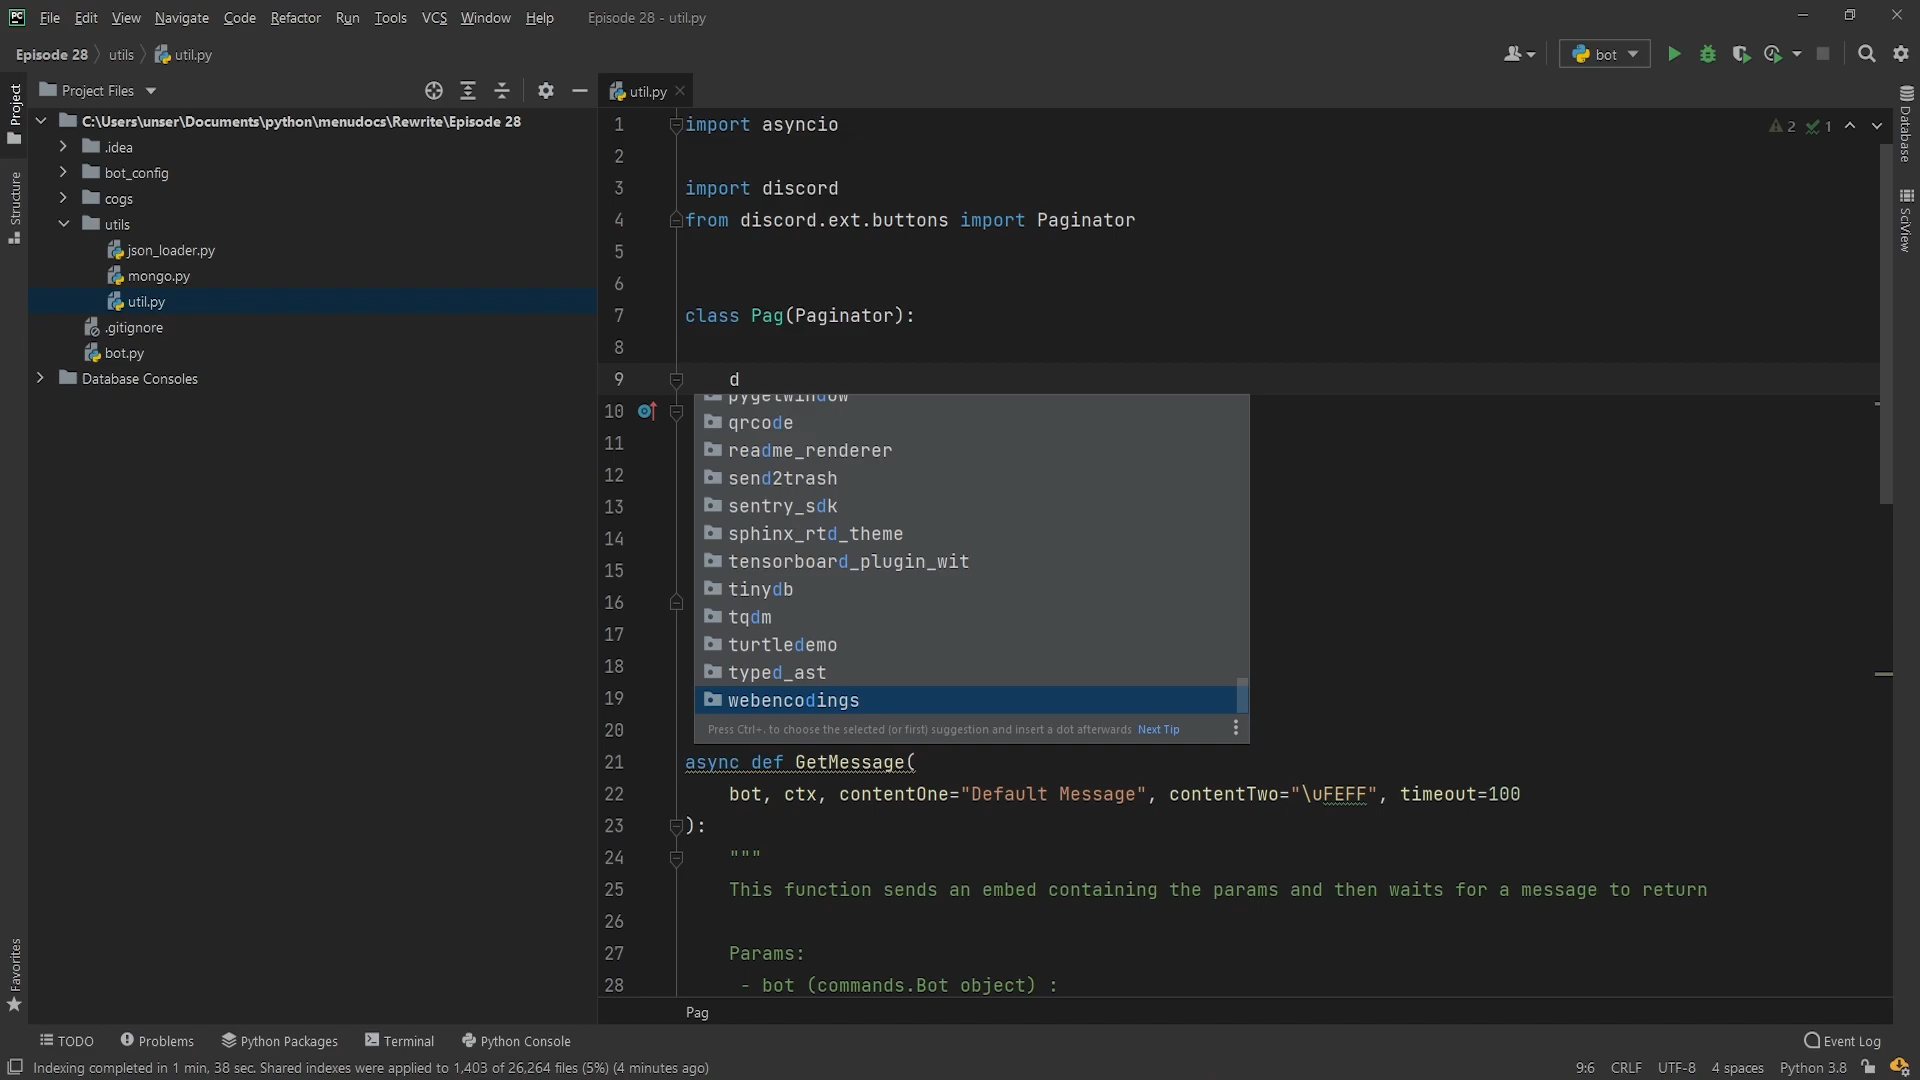 PC File Edit View Navigate Code Refactor Run Tools VCS Window Help Episode 28 - util.py
Episode 28 utils util.py bot
Project Files
util.py
Project
Structure
Favorites
Database
SciView
C:\Users\unser\Documents\python\menudocs\Rewrite\Episode 28
.idea
bot_config
cogs
utils
json_loader.py
mongo.py
util.py
.gitignore
bot.py
Database Consoles
2 1
1 import asyncio
2
3 import discord
4 from discord.ext.buttons import Paginator
5
6
7 class Pag(Paginator):
8
9 d
10
11
12
13
14
15
16
17
18
19
20
pygetwindow
qrcode
readme_renderer
send2trash
sentry_sdk
sphinx_rtd_theme
tensorboard_plugin_wit
tinydb
tqdm
turtledemo
typed_ast
webencodings
Press Ctrl+. to choose the selected (or first) suggestion and insert a dot afterwards Next Tip
21 async def GetMessage(
22 bot, ctx, contentOne="Default Message", contentTwo="\uFEFF", timeout=100
23 ):
24 """
25 This function sends an embed containing the params and then waits for a message to return
26
27 Params:
28 - bot (commands.Bot object) :
Pag
TODO Problems Python Packages Terminal Python Console Event Log
Indexing completed in 1 min, 38 sec. Shared indexes were applied to 1,403 of 26,264 files (5%) (4 minutes ago) 9:6 CRLF UTF-8 4 spaces Python 3.8